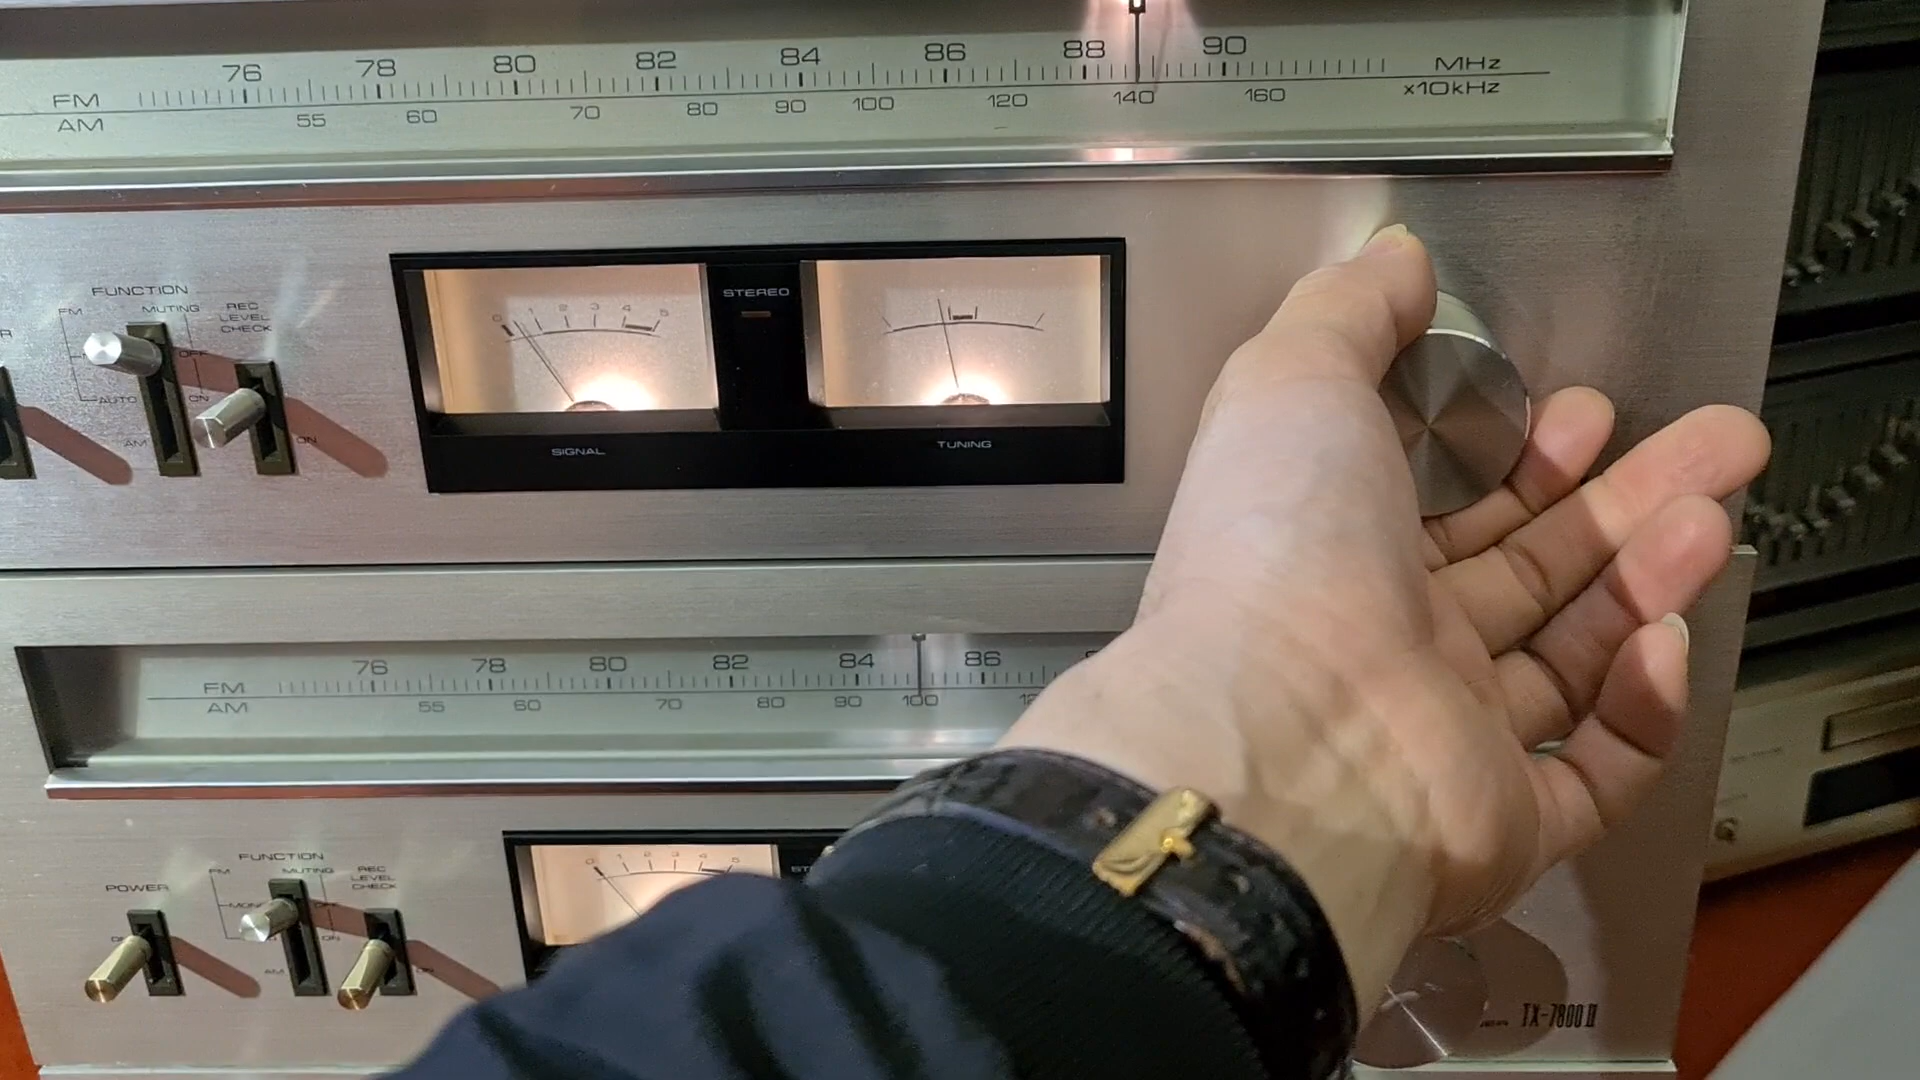 76 78 80 82 84 86 88 90 MHz
FM
AM 55 60 70 80 90 100 120 140 160 x10kHz
FUNCTION
FM MUTING
REC
LEVEL
CHECK
OFF
AUTO ON
AM ON
0 1 2 3 4 5
STEREO
SIGNAL
TUNING
76 78 80 82 84 86
FM
AM 55 60 70 80 90 100
FUNCTION
POWER
FM MUTING
REC
LEVEL
CHECK
OFF
ON
AM
0 1 2 3 4 5
TX-7800 II